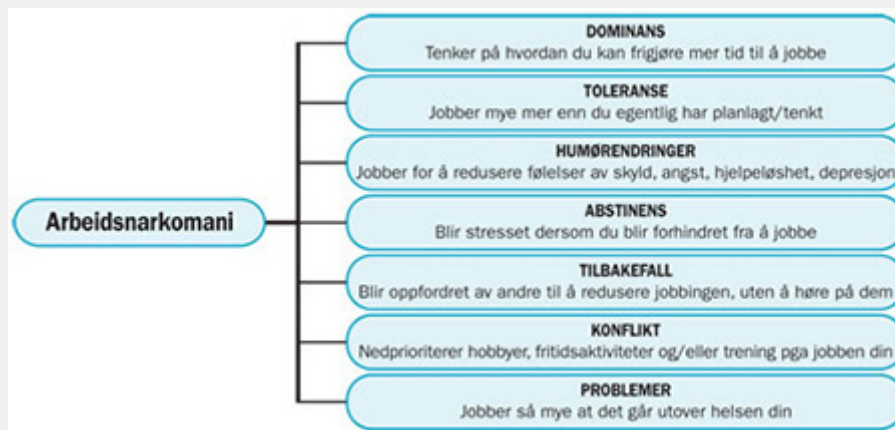 DOMINANS
Tenker på hvordan du kan frigjøre mer tid til å jobbe
TOLERANSE
Jobber mye mer enn du egentlig har planlagt/tenkt
HUMØRENDRINGER
Jobber for å redusere følelser av skyld, angst, hjelpeløshet, depresjon
Arbeidsnarkomani
ABSTINENS
Blir stresset dersom du blir forhindret fra å jobbe
TILBAKEFALL
Blir oppfordret av andre til å redusere jobbingen, uten å høre på dem
KONFLIKT
Nedprioriterer hobbyer, fritidsaktiviteter og/eller trening pga jobben din
PROBLEMER
Jobber så mye at det går utover helsen din